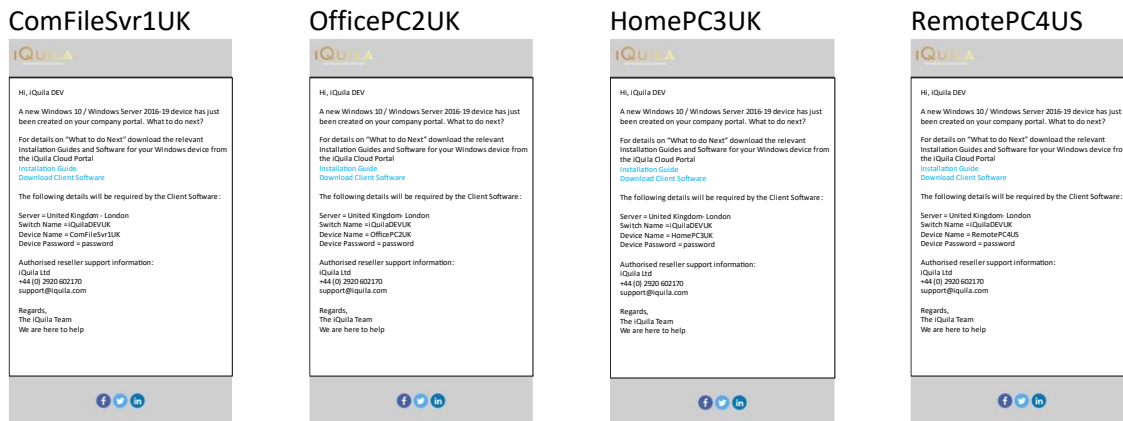 ComFileSvr1UK
iQUILA
Hi, iQuila DEV
A new Windows 10 / Windows Server 2016-19 device has just
been created on your company portal. What to do next?
For details on "What to do Next" download the relevant
Installation Guides and Software for your Windows device from
the iQuila Cloud Portal
Installation Guide
Download Client Software
The following details will be required by the Client Software:
Server = United Kingdom - London
Switch Name =iQuilaDEVUK
Device Name = ComFileSvr1UK
Device Password = password
Authorised reseller support information:
iQuila Ltd
+44 (0) 2920 602170
support@iquila.com
Regards,
The iQuila Team
We are here to help
OfficePC2UK
iQUILA
Hi, iQuila DEV
A new Windows 10 / Windows Server 2016-19 device has just
been created on your company portal. What to do next?
For details on "What to do Next" download the relevant
Installation Guides and Software for your Windows device from
the iQuila Cloud Portal
Installation Guide
Download Client Software
The following details will be required by the Client Software:
Server = United Kingdom- London
Switch Name =iQuilaDEVUK
Device Name = OfficePC2UK
Device Password = password
Authorised reseller support information:
iQuila Ltd
+44 (0) 2920 602170
support@iquila.com
Regards,
The iQuila Team
We are here to help
HomePC3UK
iQUILA
Hi, iQuila DEV
A new Windows 10 / Windows Server 2016-19 device has just
been created on your company portal. What to do next?
For details on "What to do Next" download the relevant
Installation Guides and Software for your Windows device from
the iQuila Cloud Portal
Installation Guide
Download Client Software
The following details will be required by the Client Software:
Server = United Kingdom- London
Switch Name =iQuilaDEVUK
Device Name = HomePC3UK
Device Password = password
Authorised reseller support information:
iQuila Ltd
+44 (0) 2920 602170
support@iquila.com
Regards,
The iQuila Team
We are here to help
RemotePC4US
iQUILA
Hi, iQuila DEV
A new Windows 10 / Windows Server 2016-19 device has just
been created on your company portal. What to do next?
For details on "What to do Next" download the relevant
Installation Guides and Software for your Windows device fro
the iQuila Cloud Portal
Installation Guide
Download Client Software
The following details will be required by the Client Software:
Server = United Kingdom- London
Switch Name =iQuilaDEVUK
Device Name = RemotePC4US
Device Password = password
Authorised reseller support information:
iQuila Ltd
+44 (0) 2920 602170
support@iquila.com
Regards,
The iQuila Team
We are here to help